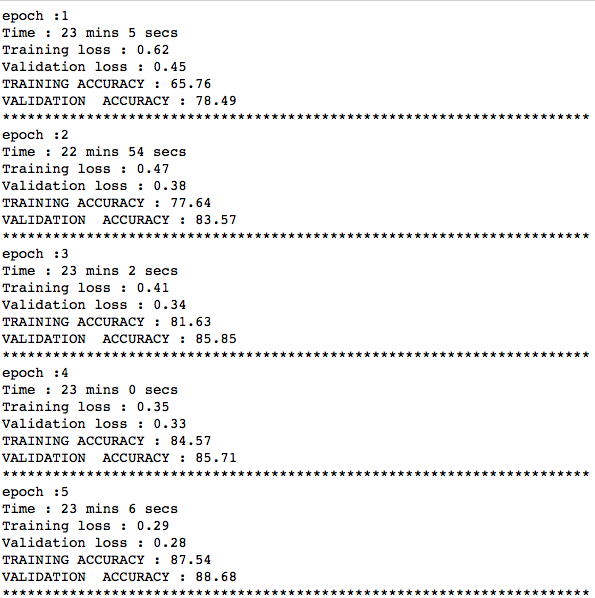 epoch :1
Time : 23 mins 5 secs
Training loss : 0.62
Validation loss : 0.45
TRAINING ACCURACY : 65.76
VALIDATION  ACCURACY : 78.49
**********************************************************************
epoch :2
Time : 22 mins 54 secs
Training loss : 0.47
Validation loss : 0.38
TRAINING ACCURACY : 77.64
VALIDATION  ACCURACY : 83.57
**********************************************************************
epoch :3
Time : 23 mins 2 secs
Training loss : 0.41
Validation loss : 0.34
TRAINING ACCURACY : 81.63
VALIDATION  ACCURACY : 85.85
**********************************************************************
epoch :4
Time : 23 mins 0 secs
Training loss : 0.35
Validation loss : 0.33
TRAINING ACCURACY : 84.57
VALIDATION  ACCURACY : 85.71
**********************************************************************
epoch :5
Time : 23 mins 6 secs
Training loss : 0.29
Validation loss : 0.28
TRAINING ACCURACY : 87.54
VALIDATION  ACCURACY : 88.68
**********************************************************************